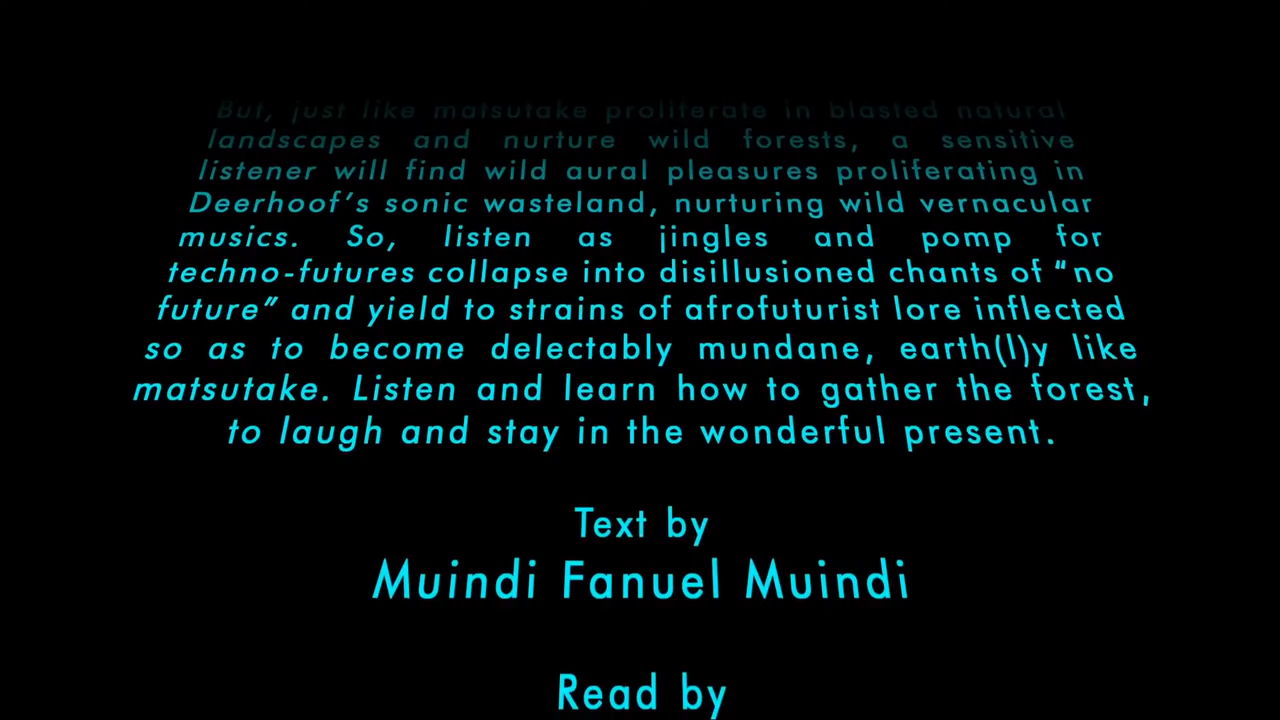 But, just like matsutake proliferate in blasted natural
landscapes and nurture wild forests, a sensitive
listener will find wild aural pleasures proliferating in
Deerhoof's sonic wasteland, nurturing wild vernacular
musics. So, listen as jingles and pomp for
techno-futures collapse into disillusioned chants of “no
future” and yield to strains of afrofuturist lore inflected
so as to become delectably mundane, earth(l)y like
matsutake. Listen and learn how to gather the forest,
to laugh and stay in the wonderful present.
Text by
Muindi Fanuel Muindi
Read by